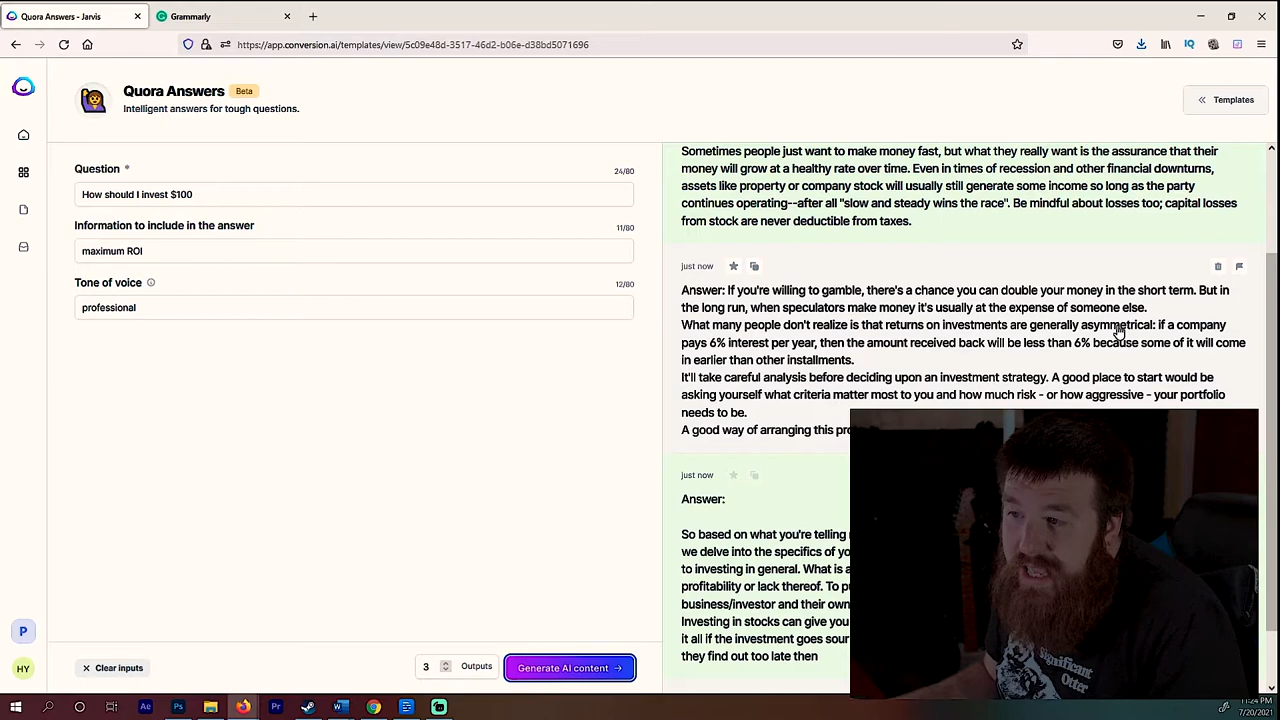 Quora Answers - Jarvis
Grammarly
https://app.conversion.ai/templates/view/5c09e48d-3517-46d2-b06e-d38bd5071696
Quora Answers Beta
Intelligent answers for tough questions.
Templates
Question *
24/80
How should I invest $100
Information to include in the answer
11/80
maximum ROI
Tone of voice
12/80
professional
Sometimes people just want to make money fast, but what they really want is the assurance that their
money will grow at a healthy rate over time. Even in times of recession and other financial downturns,
assets like property or company stock will usually still generate some income so long as the party
continues operating--after all "slow and steady wins the race". Be mindful about losses too; capital losses
from stock are never deductible from taxes.
just now
Answer: If you're willing to gamble, there's a chance you can double your money in the short term. But in
the long run, when speculators make money it's usually at the expense of someone else.
What many people don't realize is that returns on investments are generally asymmetrical: if a company
pays 6% interest per year, then the amount received back will be less than 6% because some of it will come
in earlier than other installments.
It'll take careful analysis before deciding upon an investment strategy. A good place to start would be
asking yourself what criteria matter most to you and how much risk - or how aggressive - your portfolio
needs to be.
A good way of arranging this pro
just now
Answer:
So based on what you're telling
we delve into the specifics of yo
to investing in general. What is a
profitability or lack thereof. To pu
business/investor and their own
Investing in stocks can give you
it all if the investment goes sour
they find out too late then
Significant
Otter
P
HY
Clear inputs
3
Outputs
Generate AI content
11:24 PM
7/20/2021